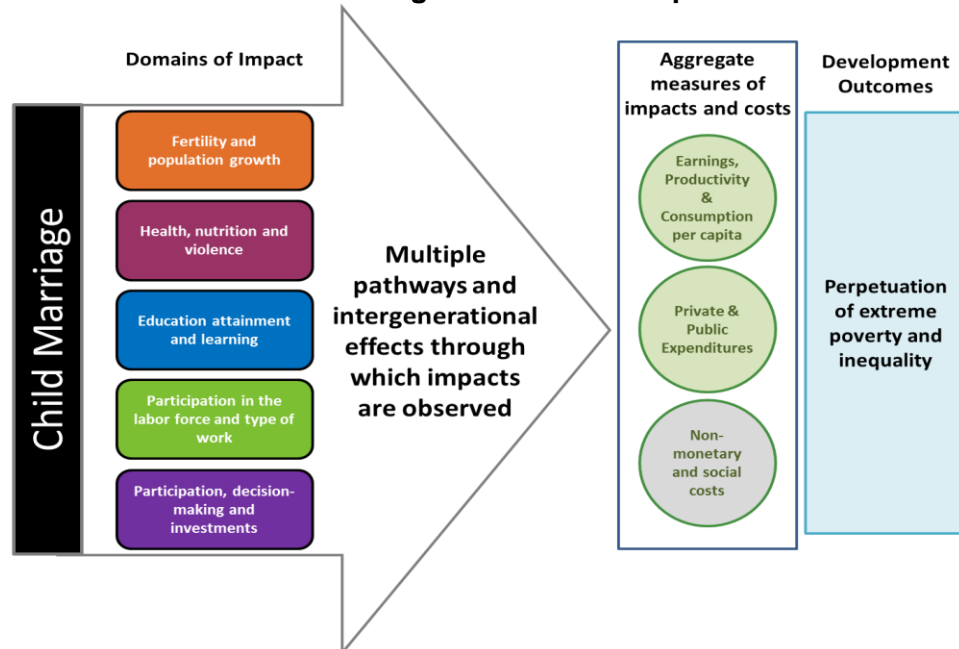 Child Marriage
Domains of Impact
Fertility and
population growth
Health, nutrition and
violence
Education attainment
and learning
Participation in the
labor force and type of
work
Participation, decision-
making and
investments
Multiple
pathways and
intergenerational
effects through
which impacts
are observed
Aggregate
measures of
impacts and costs
Earnings,
Productivity
&
Consumption
per capita
Private &
Public
Expenditures
Non-
monetary
and social
costs
Development
Outcomes
Perpetuation
of extreme
poverty and
inequality